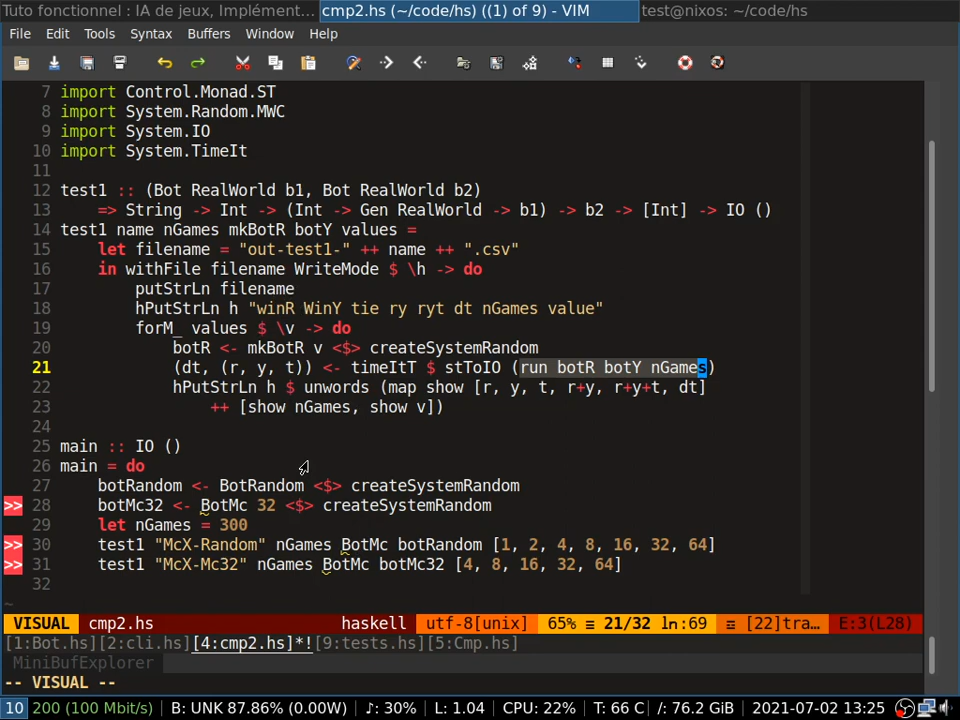 Tuto fonctionnel : IA de jeux, Implément... cmp2.hs (~/code/hs) ((1) of 9) - VIM test@nixos: ~/code/hs
File Edit Tools Syntax Buffers Window Help
7 import Control.Monad.ST
8 import System.Random.MWC
9 import System.IO
10 import System.TimeIt
11
12 test1 :: (Bot RealWorld b1, Bot RealWorld b2)
13     => String -> Int -> (Int -> Gen RealWorld -> b1) -> b2 -> [Int] -> IO ()
14 test1 name nGames mkBotR botY values =
15     let filename = "out-test1-" ++ name ++ ".csv"
16     in withFile filename WriteMode $ \h -> do
17         putStrLn filename
18         hPutStrLn h "winR WinY tie ry ryt dt nGames value"
19         forM_ values $ \v -> do
20             botR <- mkBotR v <$> createSystemRandom
21             (dt, (r, y, t)) <- timeItT $ stToIO (run botR botY nGames)
22             hPutStrLn h $ unwords (map show [r, y, t, r+y, r+y+t, dt]
23                 ++ [show nGames, show v])
24
25 main :: IO ()
26 main = do
27     botRandom <- BotRandom <$> createSystemRandom
>> 28     botMc32 <- BotMc 32 <$> createSystemRandom
29     let nGames = 300
>> 30     test1 "McX-Random" nGames BotMc botRandom [1, 2, 4, 8, 16, 32, 64]
>> 31     test1 "McX-Mc32" nGames BotMc botMc32 [4, 8, 16, 32, 64]
32
~
VISUAL cmp2.hs haskell utf-8[unix] 65% ≡ 21/32 ln:69 ≡ [22]tra… E:3(L28)
[1:Bot.hs][2:cli.hs][4:cmp2.hs]*![9:tests.hs][5:Cmp.hs]
MiniBufExplorer
-- VISUAL --
10 200 (100 Mbit/s) | B: UNK 87.86% (0.00W) | ♪: 30% | L: 1.04 | CPU: 22% | T: 66 C | /: 76.2 GiB | 2021-07-02 13:25